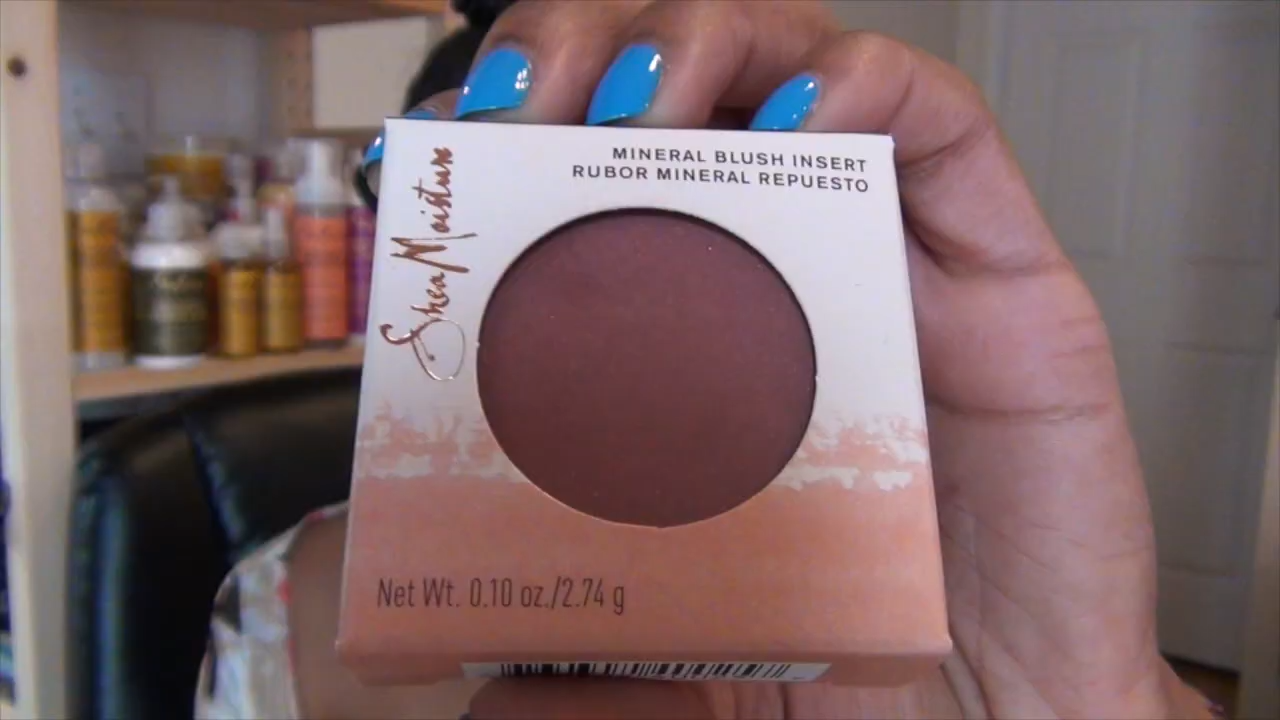 MINERAL BLUSH INSERT
RUBOR MINERAL REPUESTO
SheaMoisture
Net Wt. 0.10 oz./2.74 g